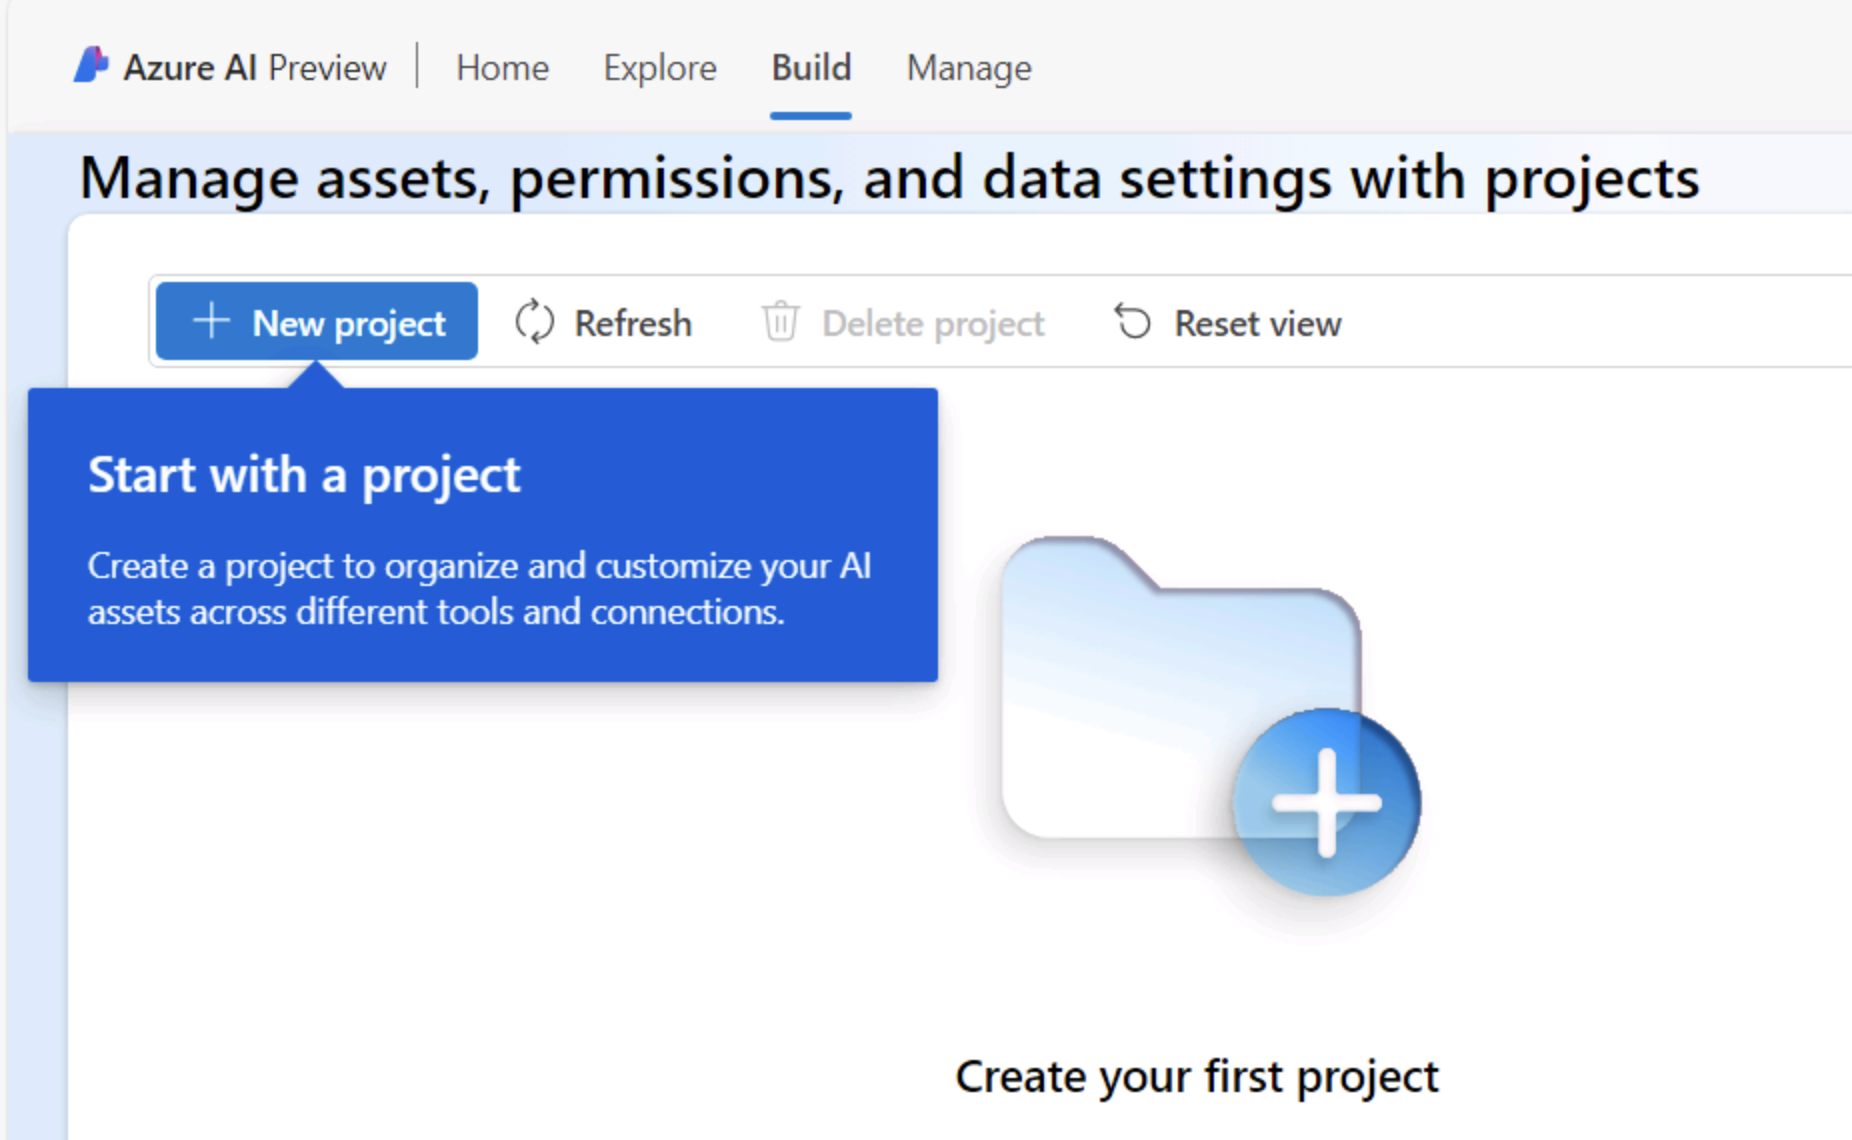 Azure AI Preview Home Explore Build Manage
Manage assets, permissions, and data settings with projects
New project Refresh Delete project Reset view
Start with a project
Create a project to organize and customize your AI
assets across different tools and connections.
Create your first project